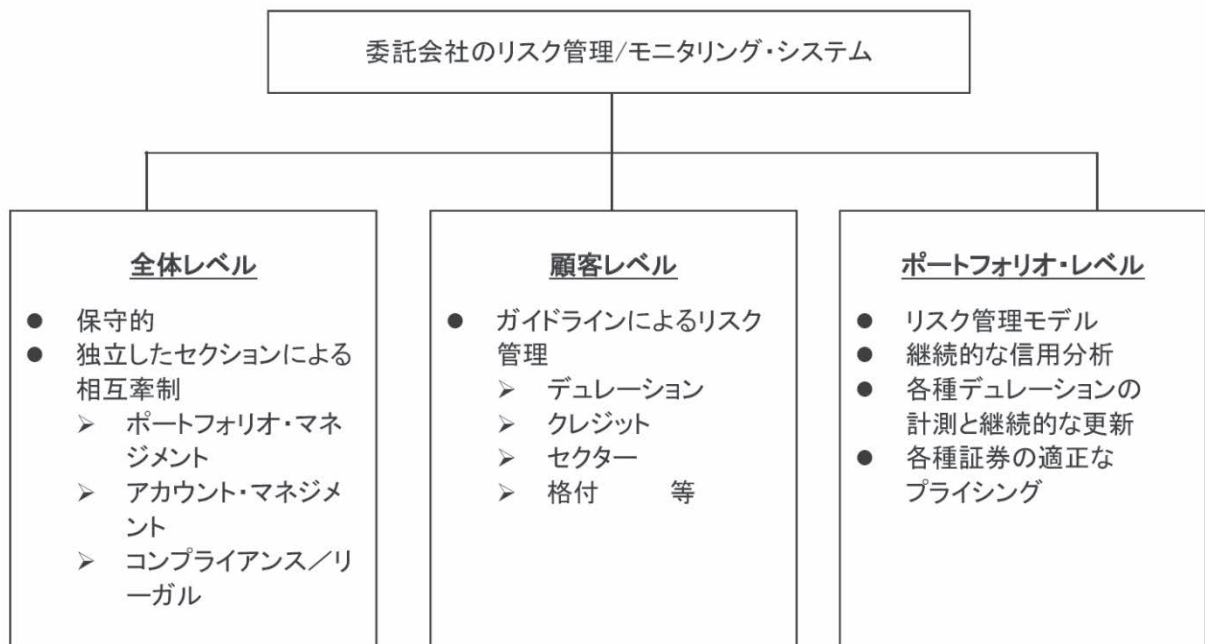 委託会社のリスク管理/モニタリング・システム
全体レベル
● 保守的
● 独立したセクションによる
相互牽制
➢ ポートフォリオ・マネ
ジメント
➢ アカウント・マネジメ
ント
➢ コンプライアンス／リ
ーガル
顧客レベル
● ガイドラインによるリスク
管理
➢ デュレーション
➢ クレジット
➢ セクター
➢ 格付　　等
ポートフォリオ・レベル
● リスク管理モデル
● 継続的な信用分析
● 各種デュレーションの
計測と継続的な更新
● 各種証券の適正な
プライシング